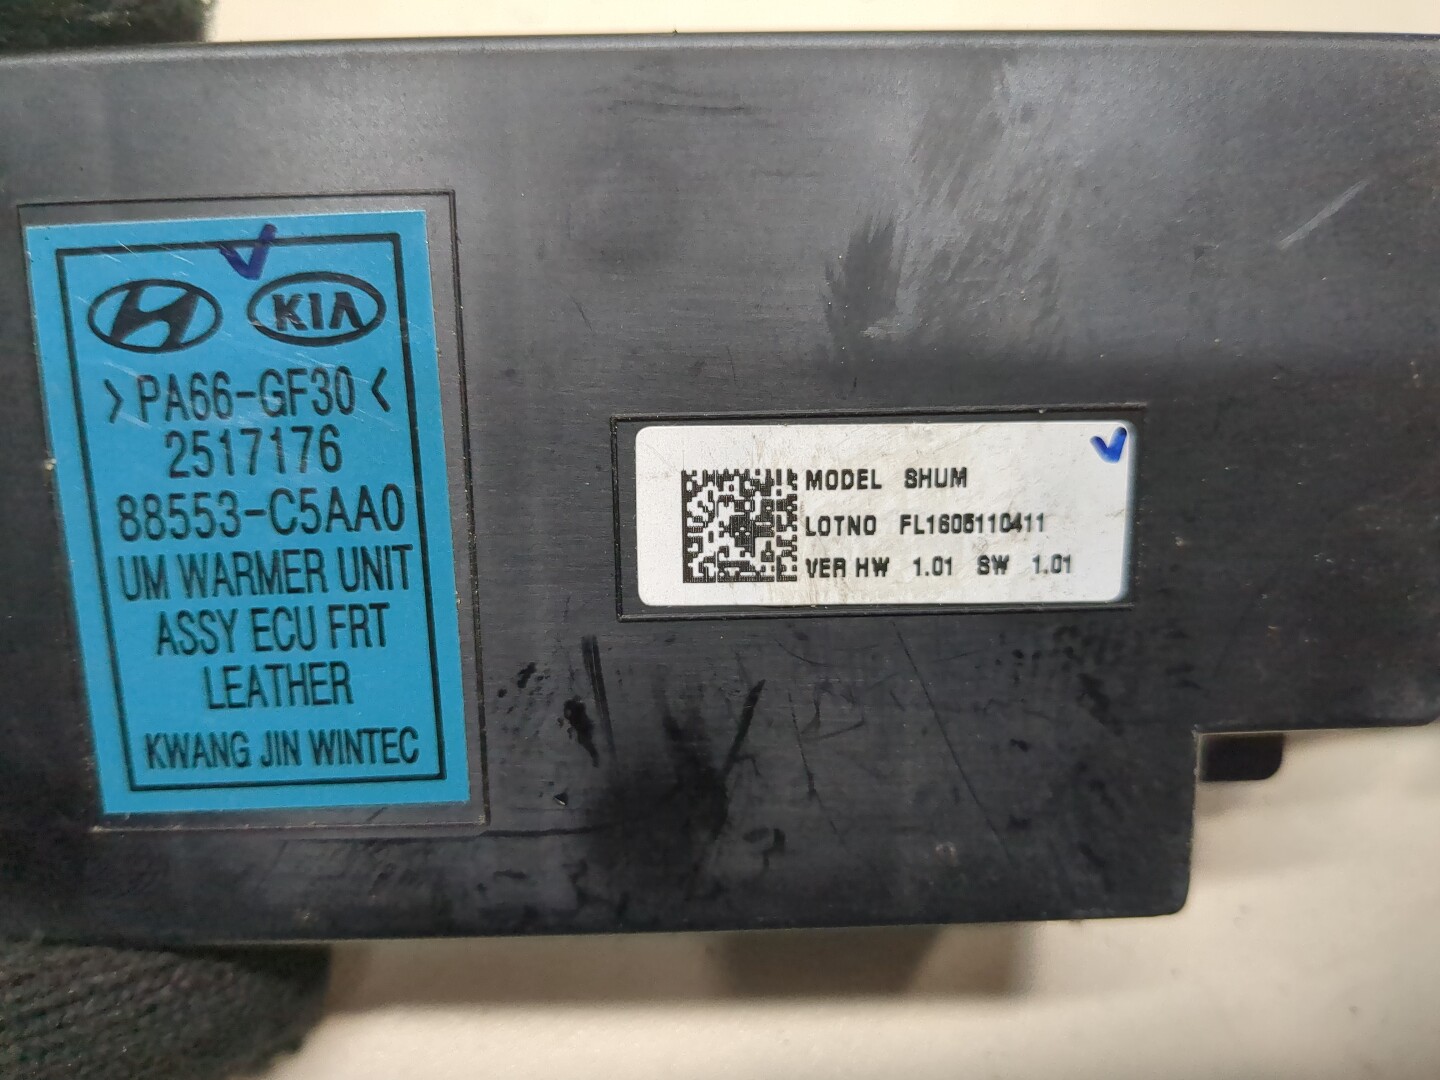 KIA
>PA66-GF30<
2517176
88553-C5AA0
UM WARMER UNIT
ASSY ECU FRT
LEATHER
KWANG JIN WINTEC
MODEL SHUM
LOTNO FL1605110411
VER HW 1.01 SW 1.01